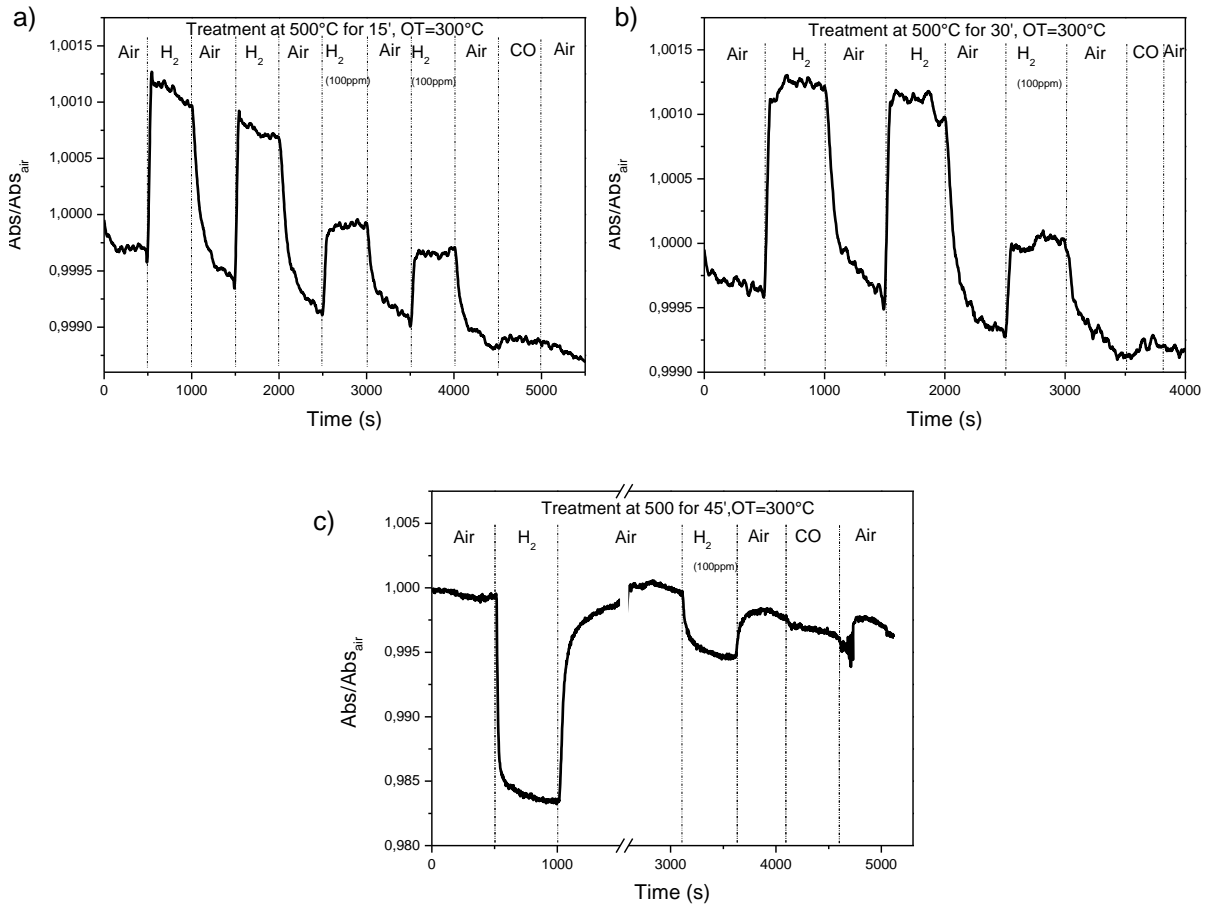 a)
Treatment at 500°C for 15', OT=300°C
Air H2 Air H2 Air H2 Air H2 Air CO Air
(100ppm) (100ppm)
1,0015
1,0010
1,0005
1,0000
0,9995
0,9990
Abs/Absair
0 1000 2000 3000 4000 5000
Time (s)
b)
Treatment at 500°C for 30', OT=300°C
Air H2 Air H2 Air H2 Air CO Air
(100ppm)
1,0015
1,0010
1,0005
1,0000
0,9995
0,9990
Abs/Absair
0 1000 2000 3000 4000
Time (s)
c)
Treatment at 500 for 45',OT=300°C
Air H2 Air H2 Air CO Air
(100ppm)
1,005
1,000
0,995
0,990
0,985
0,980
Abs/Absair
0 1000 3000 4000 5000
Time (s)